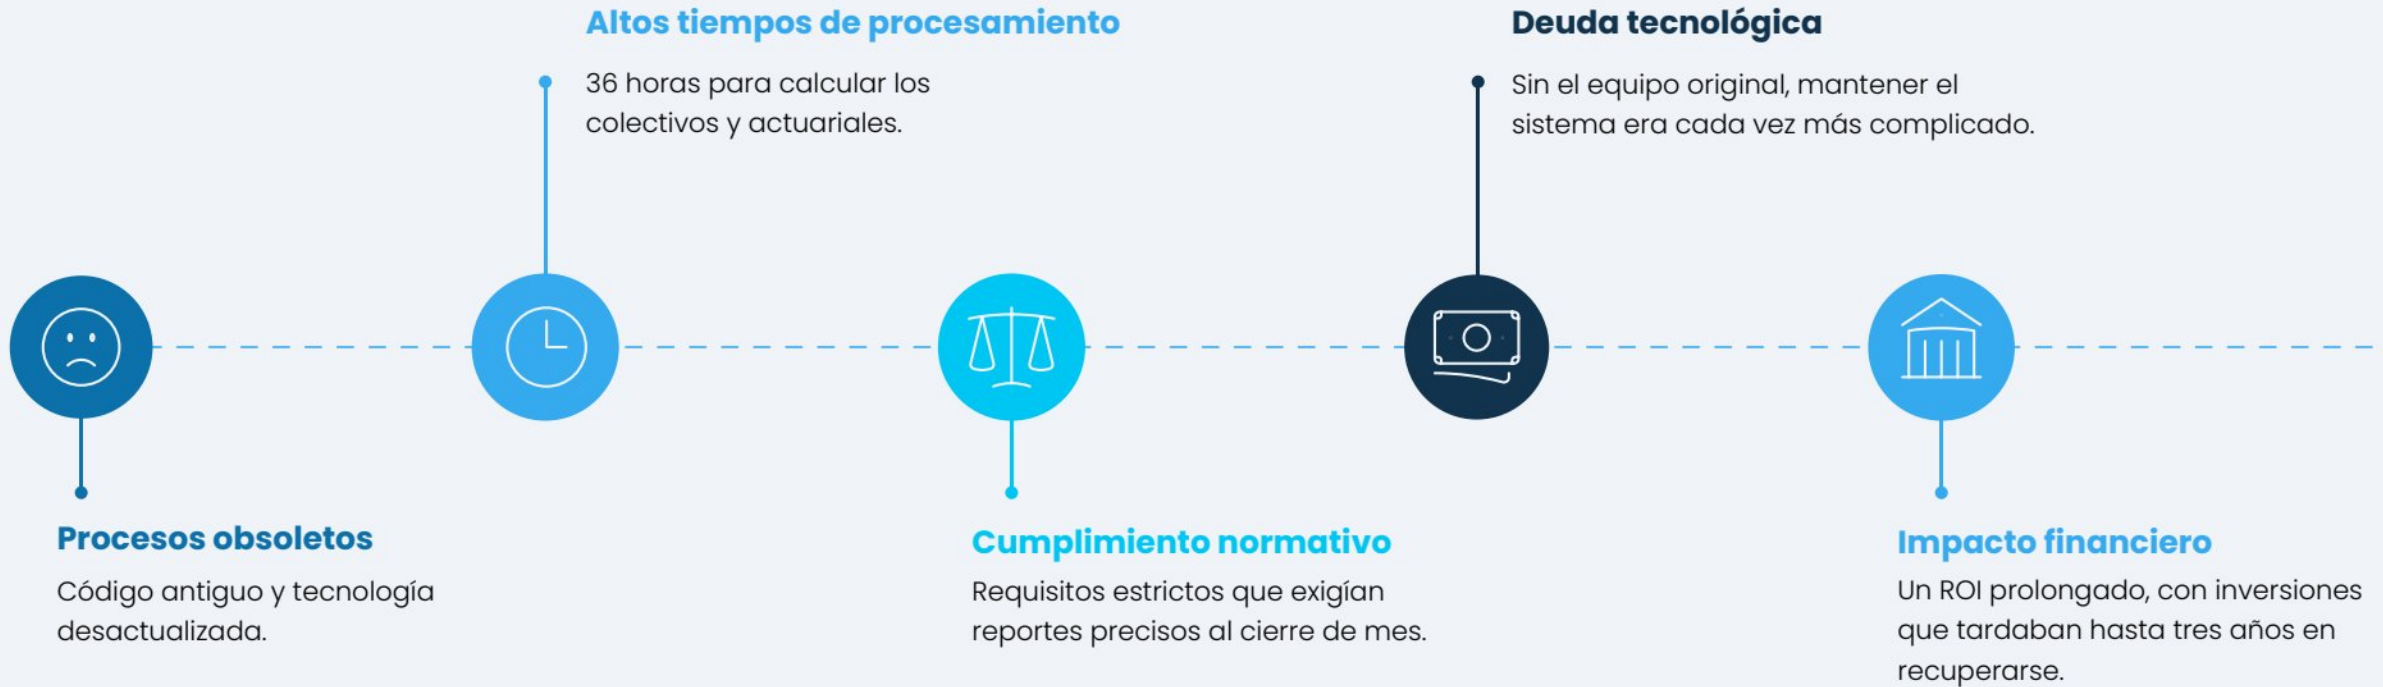 Procesos obsoletos
Código antiguo y tecnología
desactualizada.
Altos tiempos de procesamiento
36 horas para calcular los
colectivos y actuariales.
Cumplimiento normativo
Requisitos estrictos que exigían
reportes precisos al cierre de mes.
Deuda tecnológica
Sin el equipo original, mantener el
sistema era cada vez más complicado.
Impacto financiero
Un ROI prolongado, con inversiones
que tardaban hasta tres años en
recuperarse.